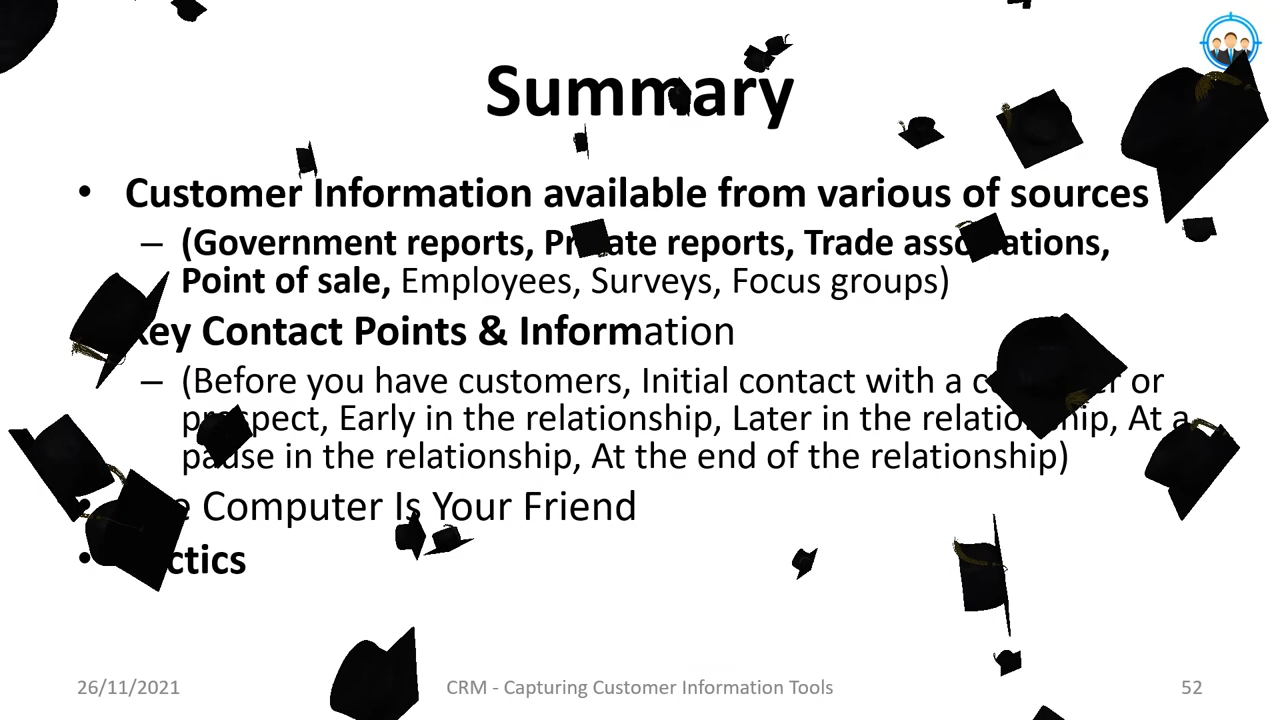 Summary
• Customer Information available from various of sources
– (Government reports, Private reports, Trade associations,
Point of sale, Employees, Surveys, Focus groups)
Key Contact Points & Information
– (Before you have customers, Initial contact with a customer or
prospect, Early in the relationship, Later in the relationship, At a
pause in the relationship, At the end of the relationship)
• The Computer Is Your Friend
• Tactics
26/11/2021
CRM - Capturing Customer Information Tools
52